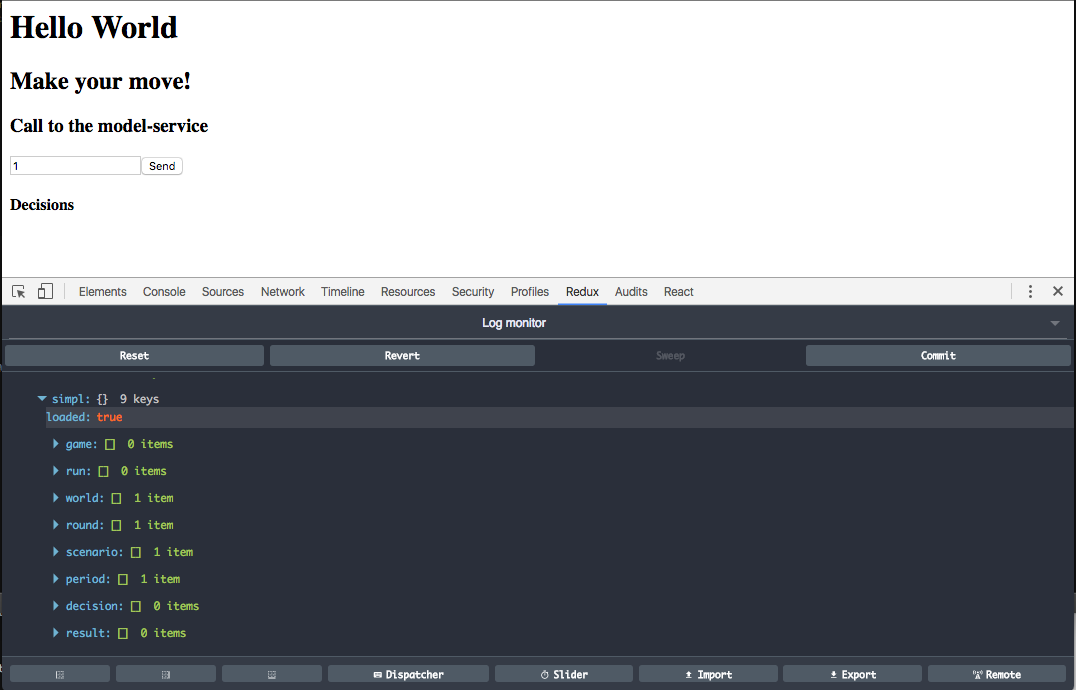 Hello World
Make your move!
Call to the model-service
1 Send
Decisions
Elements Console Sources Network Timeline Resources Security Profiles Redux Audits React
Log monitor
Reset Revert Sweep Commit
simpl: {} 9 keys
loaded: true
game: [] 0 items
run: [] 0 items
world: [] 1 item
round: [] 1 item
scenario: [] 1 item
period: [] 1 item
decision: [] 0 items
result: [] 0 items
Dispatcher Slider Import Export Remote